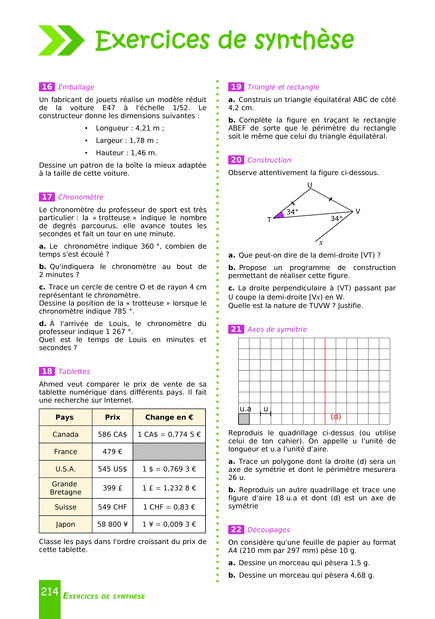 Exercices de synthèse
16 Emballage
Un fabricant de jouets réalise un modèle réduit
de la voiture E47 à l'échelle 1/52. Le
constructeur donne les dimensions suivantes :
• Longueur : 4,21 m ;
• Largeur : 1,78 m ;
• Hauteur : 1,46 m.
Dessine un patron de la boîte la mieux adaptée
à la taille de cette voiture.
17 Chronomètre
Le chronomètre du professeur de sport est très
particulier : la « trotteuse » indique le nombre
de degrés parcourus, elle avance toutes les
secondes et fait un tour en une minute.
a. Le chronomètre indique 360 °, combien de
temps s'est écoulé ?
b. Qu'indiquera le chronomètre au bout de
2 minutes ?
c. Trace un cercle de centre O et de rayon 4 cm
représentant le chronomètre.
Dessine la position de la « trotteuse » lorsque le
chronomètre indique 785 °.
d. À l'arrivée de Louis, le chronomètre du
professeur indique 1 267 °.
Quel est le temps de Louis en minutes et
secondes ?
18 Tablettes
Ahmed veut comparer le prix de vente de sa
tablette numérique dans différents pays. Il fait
une recherche sur Internet.
Pays Prix Change en €
Canada 586 CA$ 1 CA$ = 0,774 5 €
France 479 €
U.S.A. 545 US$ 1 $ = 0,769 3 €
Grande
Bretagne 399 £ 1 £ = 1,232 8 €
Suisse 549 CHF 1 CHF = 0,83 €
Japon 58 800 ¥ 1 ¥ = 0,009 3 €
Classe les pays dans l'ordre croissant du prix de
cette tablette.
19 Triangle et rectangle
a. Construis un triangle équilatéral ABC de côté
4,2 cm.
b. Complète la figure en traçant le rectangle
ABEF de sorte que le périmètre du rectangle
soit le même que celui du triangle équilatéral.
20 Construction
Observe attentivement la figure ci-dessous.
U
34°
V
T
34°
x
a. Que peut-on dire de la demi-droite [VT) ?
b. Propose un programme de construction
permettant de réaliser cette figure.
c. La droite perpendiculaire à (VT) passant par
U coupe la demi-droite [Vx) en W.
Quelle est la nature de TUVW ? Justifie.
21 Axes de symétrie
u.a u
(d)
Reproduis le quadrillage ci-dessus (ou utilise
celui de ton cahier). On appelle u l'unité de
longueur et u.a l'unité d'aire.
a. Trace un polygone dont la droite (d) sera un
axe de symétrie et dont le périmètre mesurera
26 u.
b. Reproduis un autre quadrillage et trace une
figure d'aire 18 u.a et dont (d) est un axe de
symétrie
22 Découpages
On considère qu'une feuille de papier au format
A4 (210 mm par 297 mm) pèse 10 g.
a. Dessine un morceau qui pèsera 1,5 g.
b. Dessine un morceau qui pèsera 4,68 g.
214 EXERCICES DE SYNTHÈSE